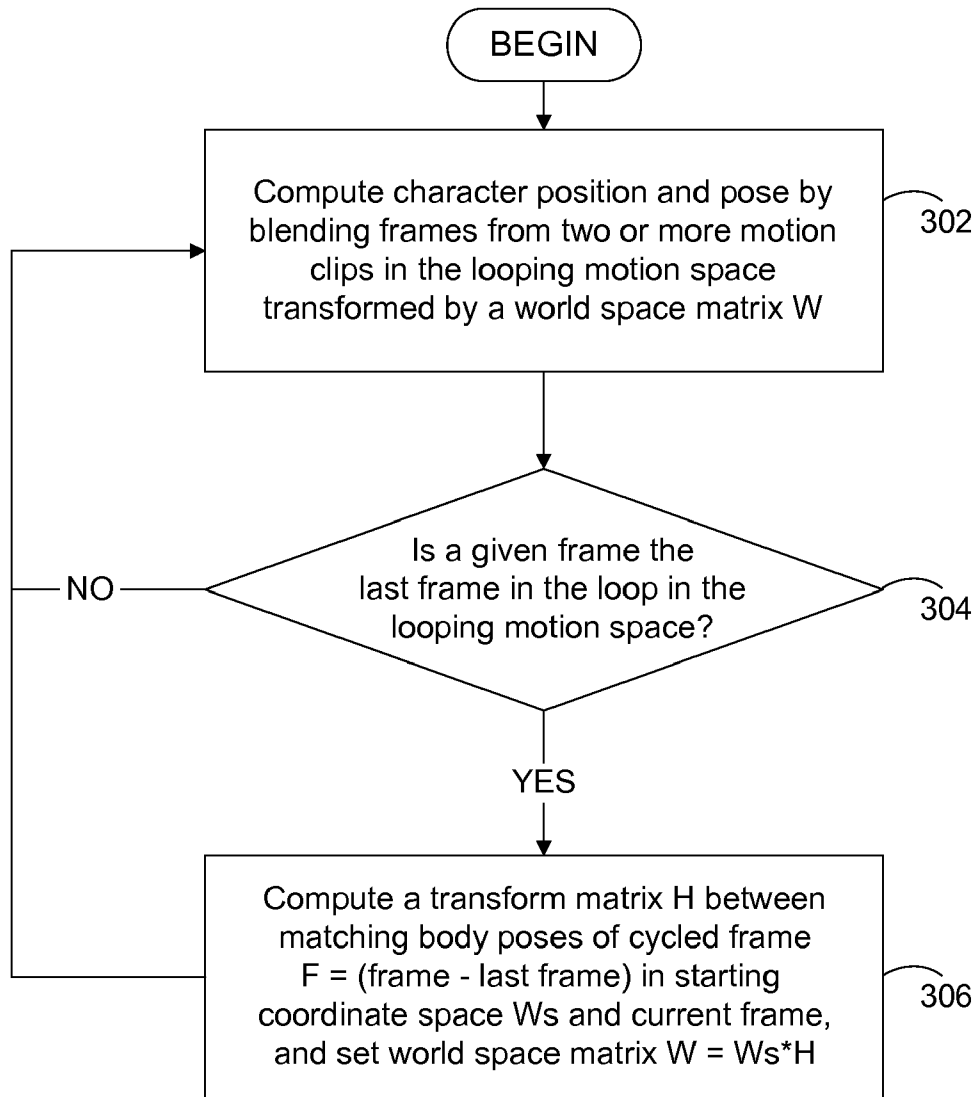 BEGIN
Compute character position and pose by
blending frames from two or more motion
clips in the looping motion space
transformed by a world space matrix W
302
Is a given frame the
last frame in the loop in the
looping motion space?
304
NO
YES
Compute a transform matrix H between
matching body poses of cycled frame
F = (frame - last frame) in starting
coordinate space Ws and current frame,
and set world space matrix W = Ws*H
306